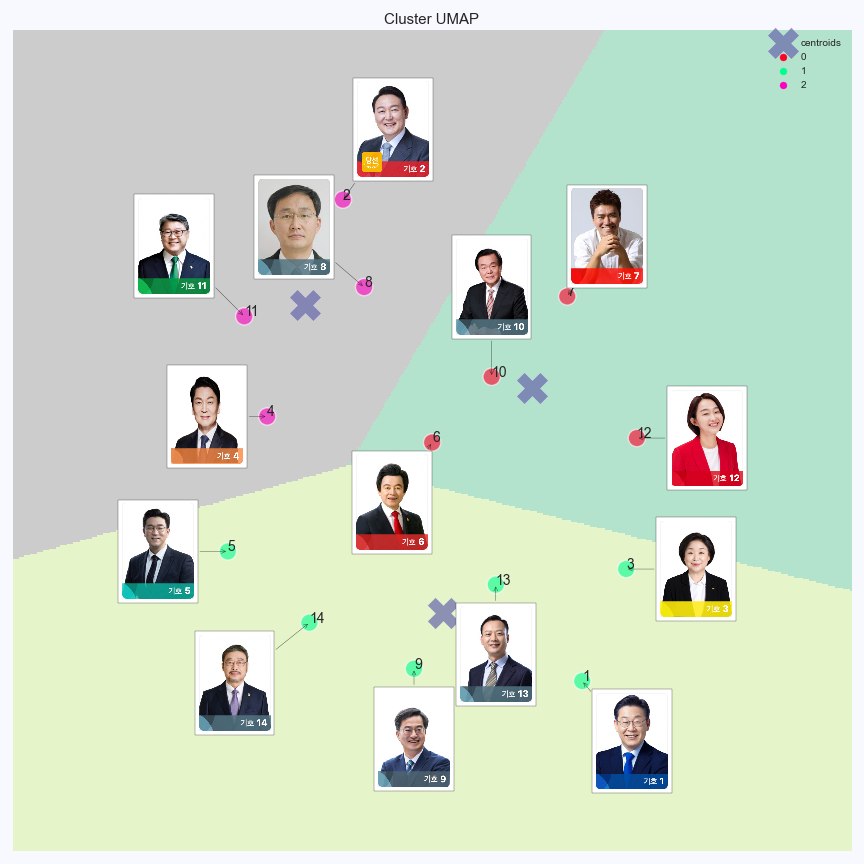 Cluster UMAP
centroids
0
1
2
당선
기호 2
2
기호 8
8
기호 11
11
기호 7
7
기호 10
10
기호 4
4
6
기호 6
12
기호 12
기호 5
5
3
기호 3
13
기호 13
14
기호 14
9
기호 9
1
기호 1